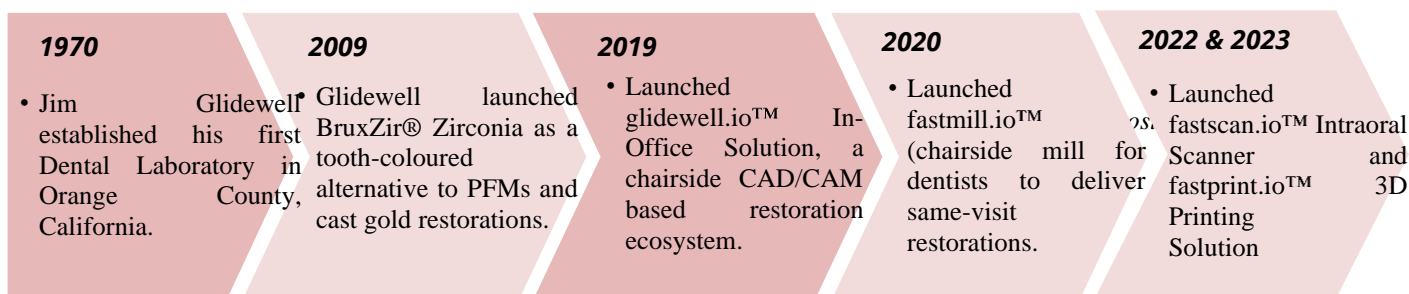 1970
• Jim Glidewell
established his first
Dental Laboratory in
Orange County,
California.
2009
• Glidewell launched
BruxZir® Zirconia as a
tooth-coloured
alternative to PFMs and
cast gold restorations.
2019
• Launched
glidewell.io™ In-
Office Solution, a
chairside CAD/CAM
based restoration
ecosystem.
2020
• Launched
fastmill.io™
(chairside mill for
dentists to deliver
same-visit
restorations.
2022 & 2023
• Launched
fastscan.io™ Intraoral
Scanner and
fastprint.io™ 3D
Printing
Solution